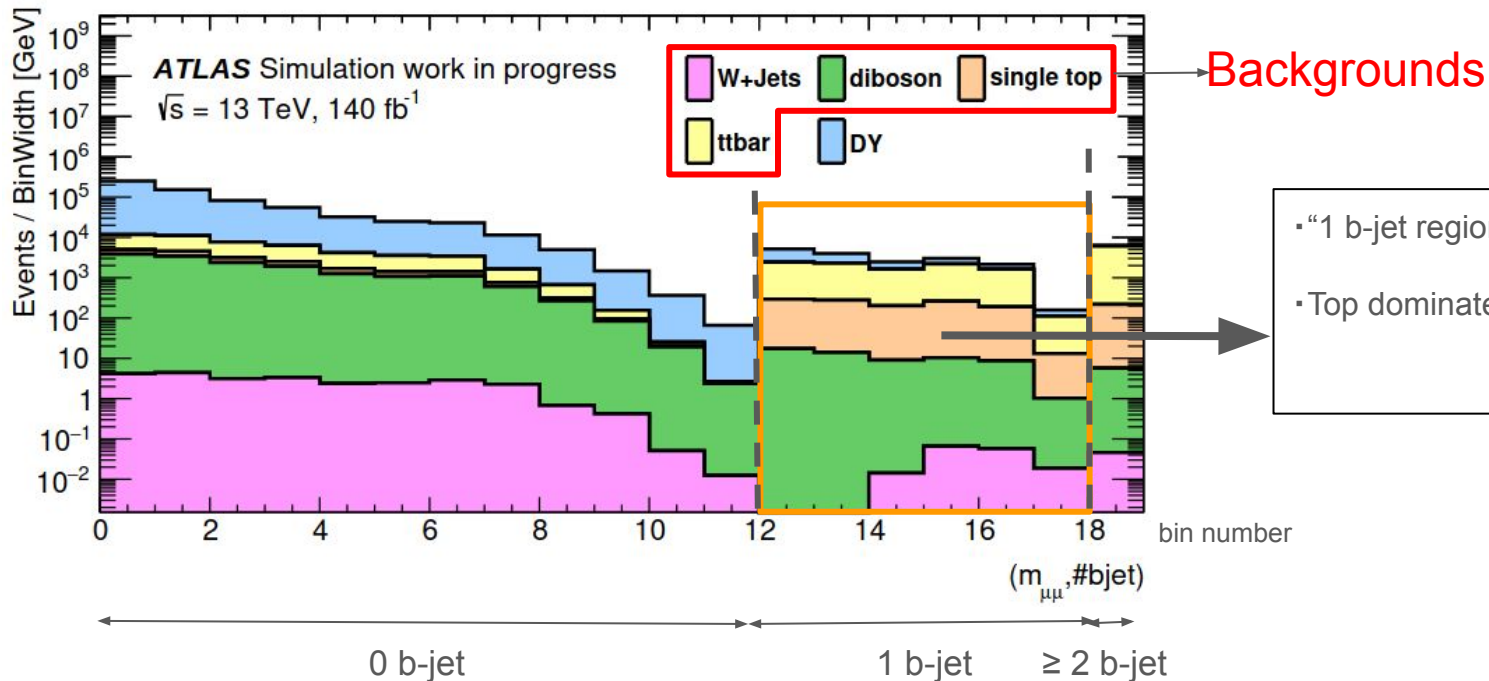 Events / BinWidth [GeV]
10⁹
10⁸
10⁷
10⁶
10⁵
10⁴
10³
10²
10
1
10⁻¹
10⁻²
ATLAS Simulation work in progress
√s = 13 TeV, 140 fb⁻¹
W+Jets diboson single top
ttbar DY
Backgrounds
・“1 b-jet region
・Top dominate
0 2 4 6 8 10 12 14 16 18
bin number
(m_μμ,#bjet)
0 b-jet 1 b-jet ≥ 2 b-jet